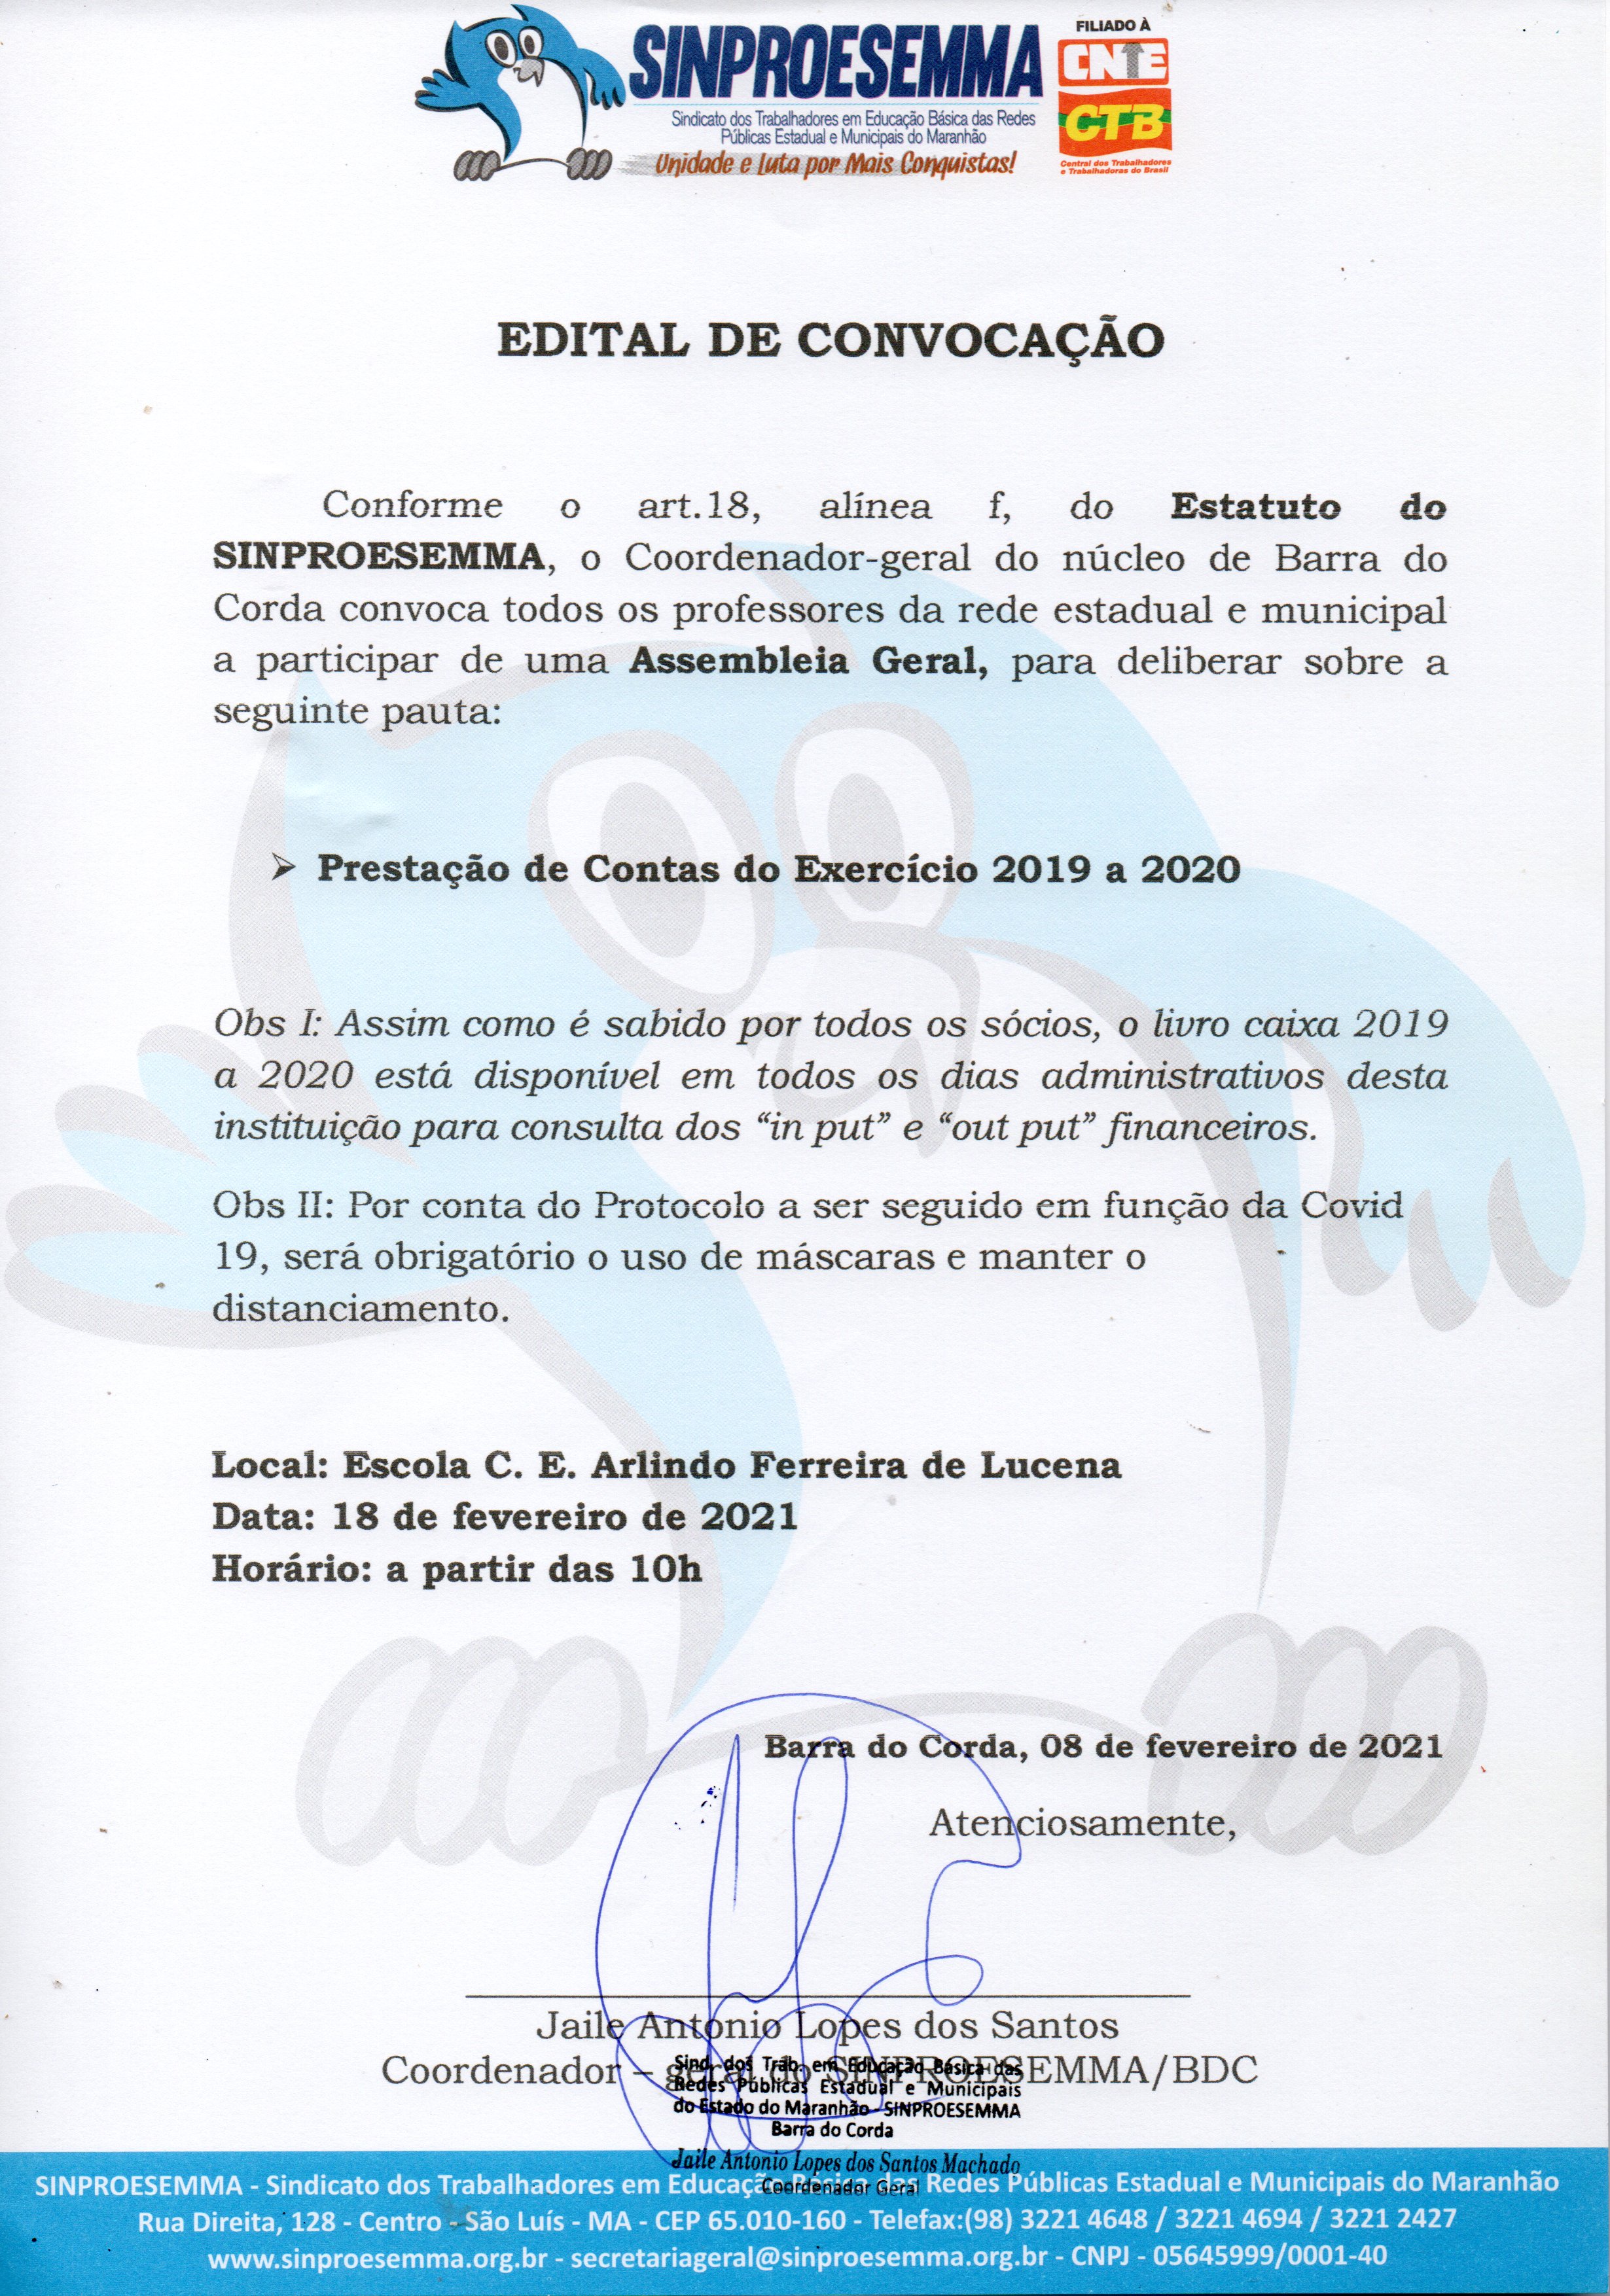 SINPROESEMMA
Sindicato dos Trabalhadores em Educação Básica das Redes
Públicas Estadual e Municipais do Maranhão
Unidade e Luta por Mais Conquistas!
FILIADO À
CNTE
CTB
Central dos Trabalhadores
e Trabalhadoras do Brasil
EDITAL DE CONVOCAÇÃO
Conforme o art.18, alínea f, do Estatuto do
SINPROESEMMA, o Coordenador-geral do núcleo de Barra do
Corda convoca todos os professores da rede estadual e municipal
a participar de uma Assembleia Geral, para deliberar sobre a
seguinte pauta:
➢ Prestação de Contas do Exercício 2019 a 2020
Obs I: Assim como é sabido por todos os sócios, o livro caixa 2019
a 2020 está disponível em todos os dias administrativos desta
instituição para consulta dos “in put” e “out put” financeiros.
Obs II: Por conta do Protocolo a ser seguido em função da Covid
19, será obrigatório o uso de máscaras e manter o
distanciamento.
Local: Escola C. E. Arlindo Ferreira de Lucena
Data: 18 de fevereiro de 2021
Horário: a partir das 10h
Barra do Corda, 08 de fevereiro de 2021
Atenciosamente,
Jaile Antonio Lopes dos Santos
Coordenador – geral do SINPROESEMMA/BDC
Sind. dos Trab. em Educação Básica das
Redes Públicas Estadual e Municipais
do Estado do Maranhão - SINPROESEMMA
Barra do Corda
Jaile Antonio Lopes dos Santos Machado
Coordenador Geral
SINPROESEMMA - Sindicato dos Trabalhadores em Educação Básica das Redes Públicas Estadual e Municipais do Maranhão
Rua Direita, 128 - Centro - São Luís - MA - CEP 65.010-160 - Telefax:(98) 3221 4648 / 3221 4694 / 3221 2427
www.sinproesemma.org.br - secretariageral@sinproesemma.org.br - CNPJ - 05645999/0001-40